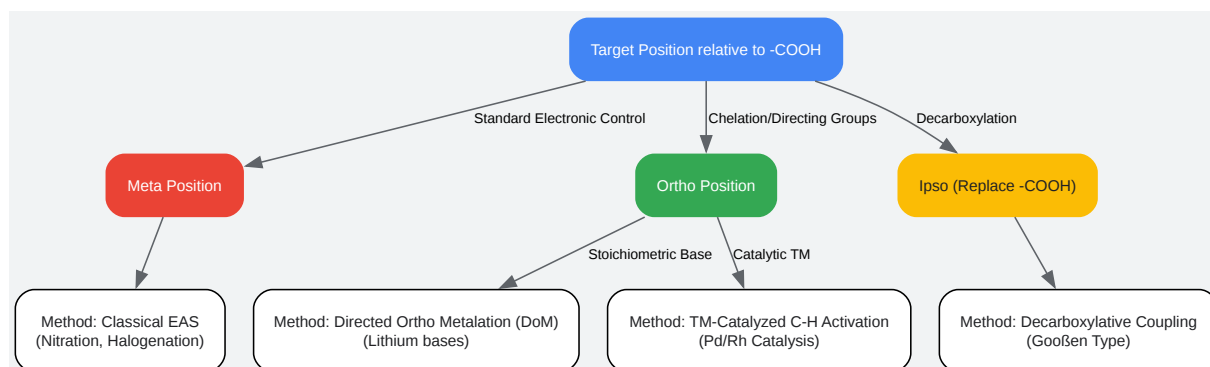 Target Position relative to -COOH
Standard Electronic Control
Chelation/Directing Groups
Decarboxylation
Meta Position
Ortho Position
Ipso (Replace -COOH)
Stoichiometric Base
Catalytic TM
Method: Classical EAS
(Nitration, Halogenation)
Method: Directed Ortho Metalation (DoM)
(Lithium bases)
Method: TM-Catalyzed C-H Activation
(Pd/Rh Catalysis)
Method: Decarboxylative Coupling
(Gooßen Type)